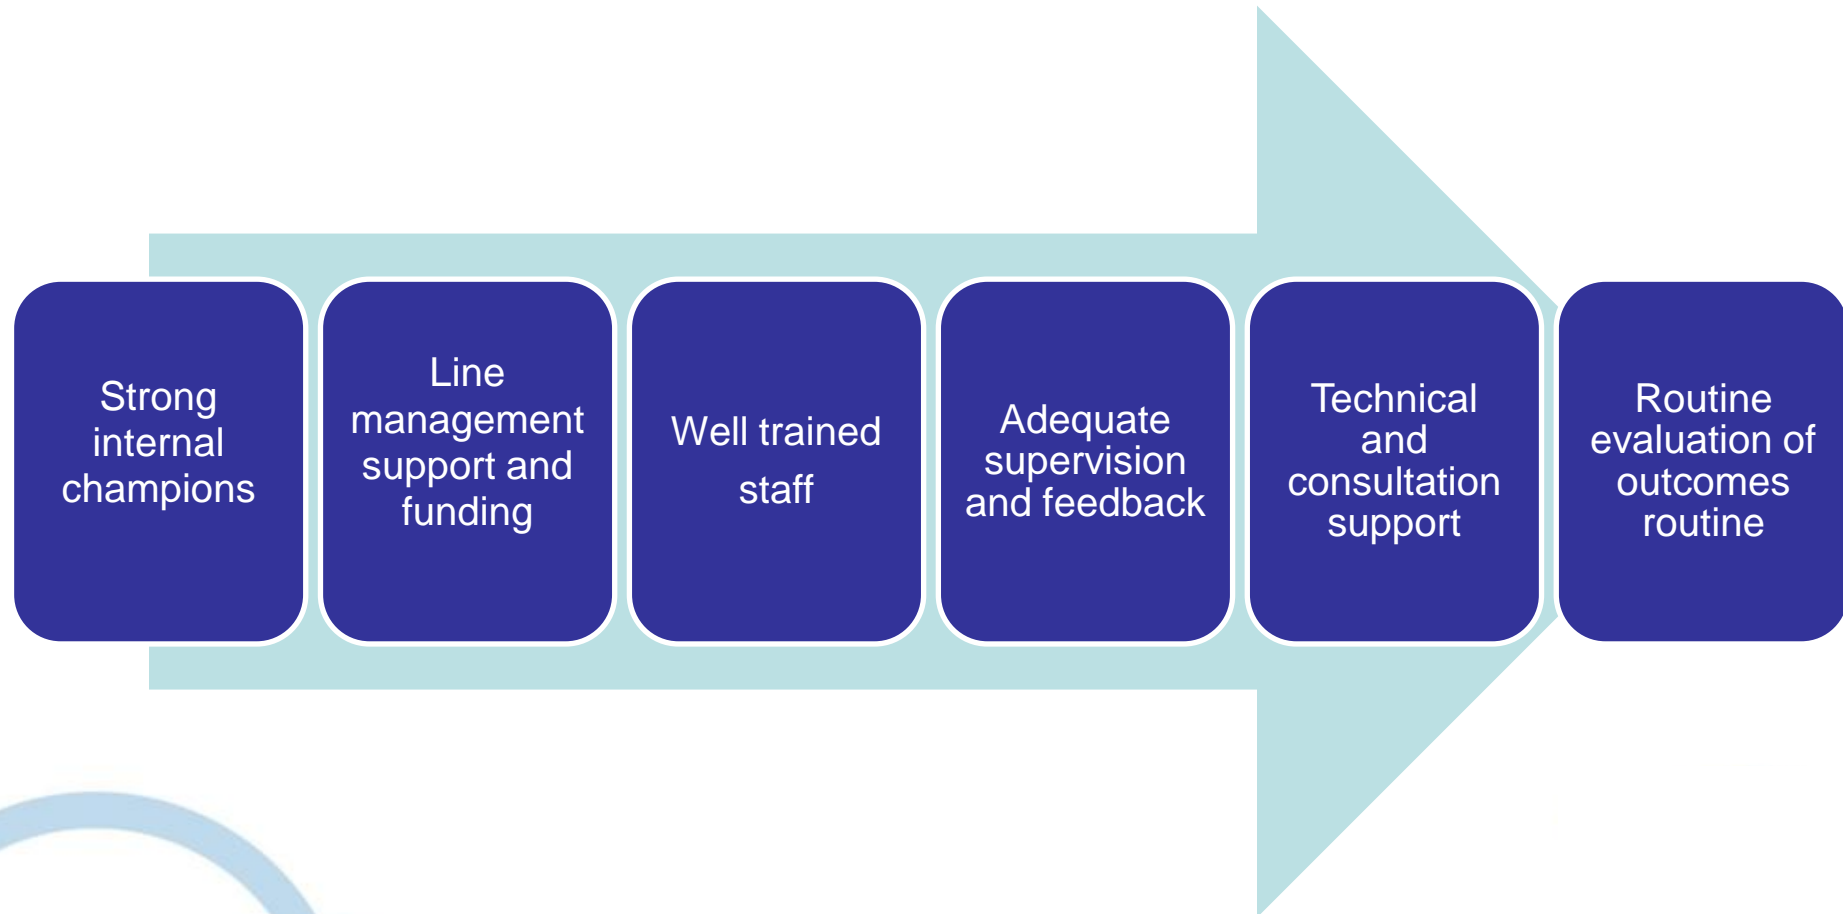 Strong
internal
champions
Line
management
support and
funding
Well trained
staff
Adequate
supervision
and feedback
Technical
and
consultation
support
Routine
evaluation of
outcomes
routine